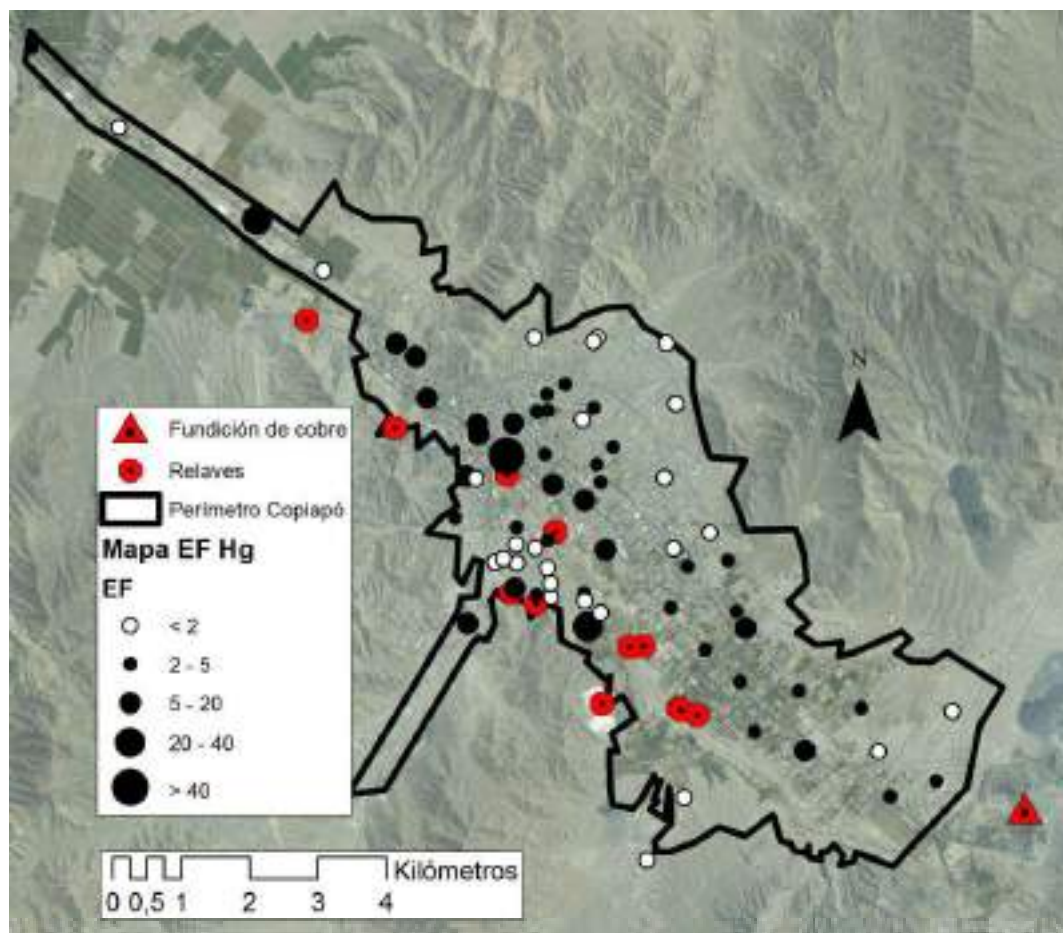 N
Fundición de cobre
Relaves
Perímetro Copiapó
Mapa EF Hg
EF
< 2
2 - 5
5 - 20
20 - 40
> 40
Kilómetros
0 0,5 1 2 3 4